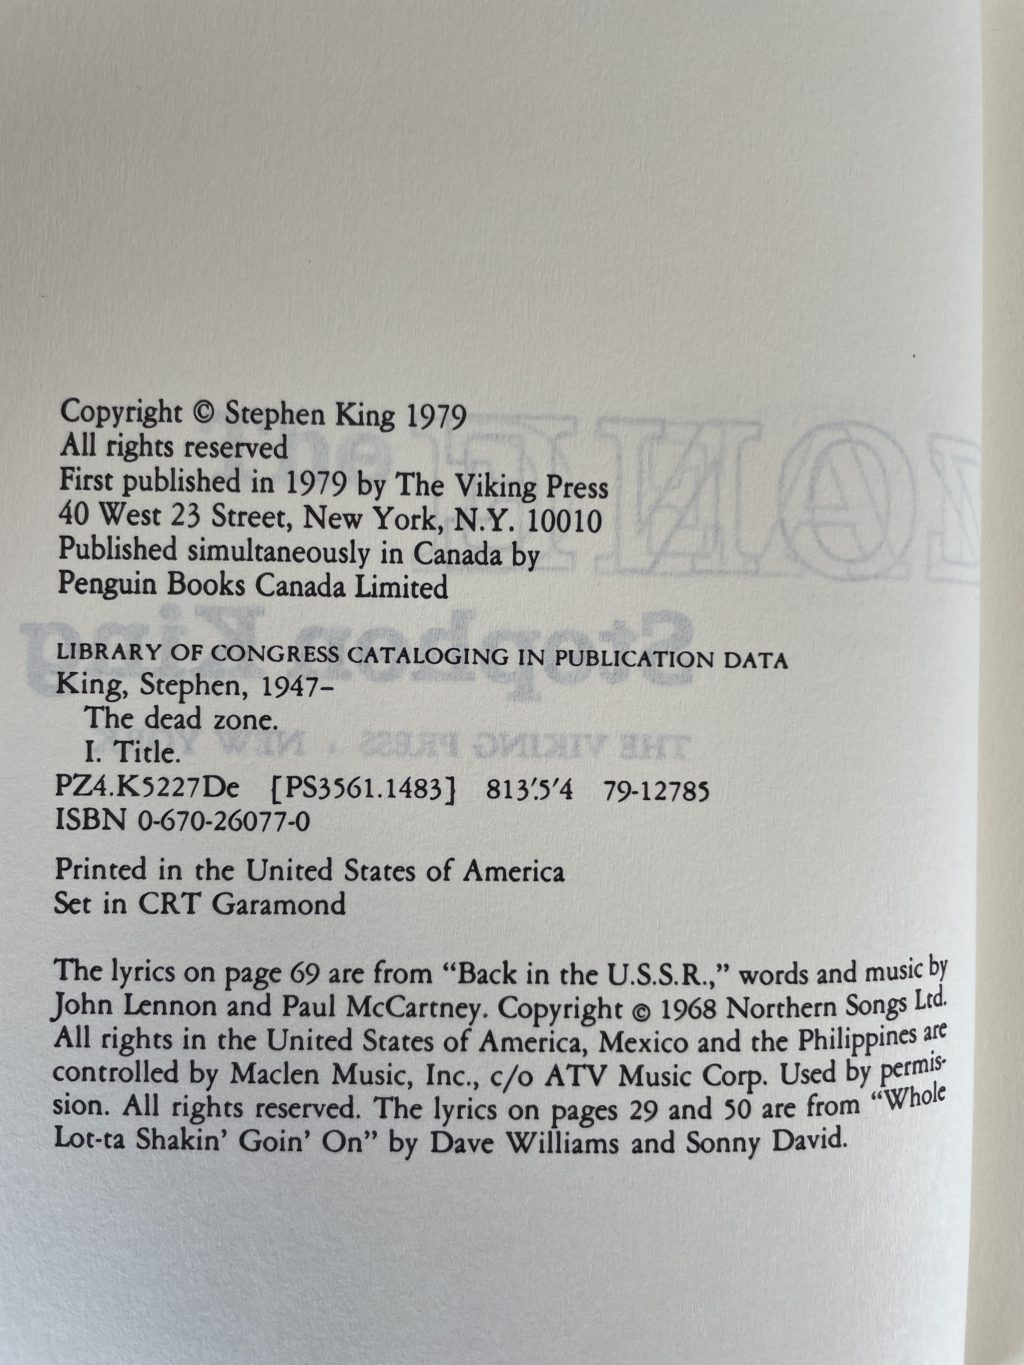 Copyright © Stephen King 1979
All rights reserved
First published in 1979 by The Viking Press
40 West 23 Street, New York, N.Y. 10010
Published simultaneously in Canada by
Penguin Books Canada Limited
LIBRARY OF CONGRESS CATALOGING IN PUBLICATION DATA
King, Stephen, 1947–
The dead zone.
I. Title.
PZ4.K5227De [PS3561.1483] 813'.5'4 79-12785
ISBN 0-670-26077-0
Printed in the United States of America
Set in CRT Garamond
The lyrics on page 69 are from “Back in the U.S.S.R.,” words and music by
John Lennon and Paul McCartney. Copyright © 1968 Northern Songs Ltd.
All rights in the United States of America, Mexico and the Philippines are
controlled by Maclen Music, Inc., c/o ATV Music Corp. Used by permis-
sion. All rights reserved. The lyrics on pages 29 and 50 are from “Whole
Lot-ta Shakin’ Goin’ On” by Dave Williams and Sonny David.